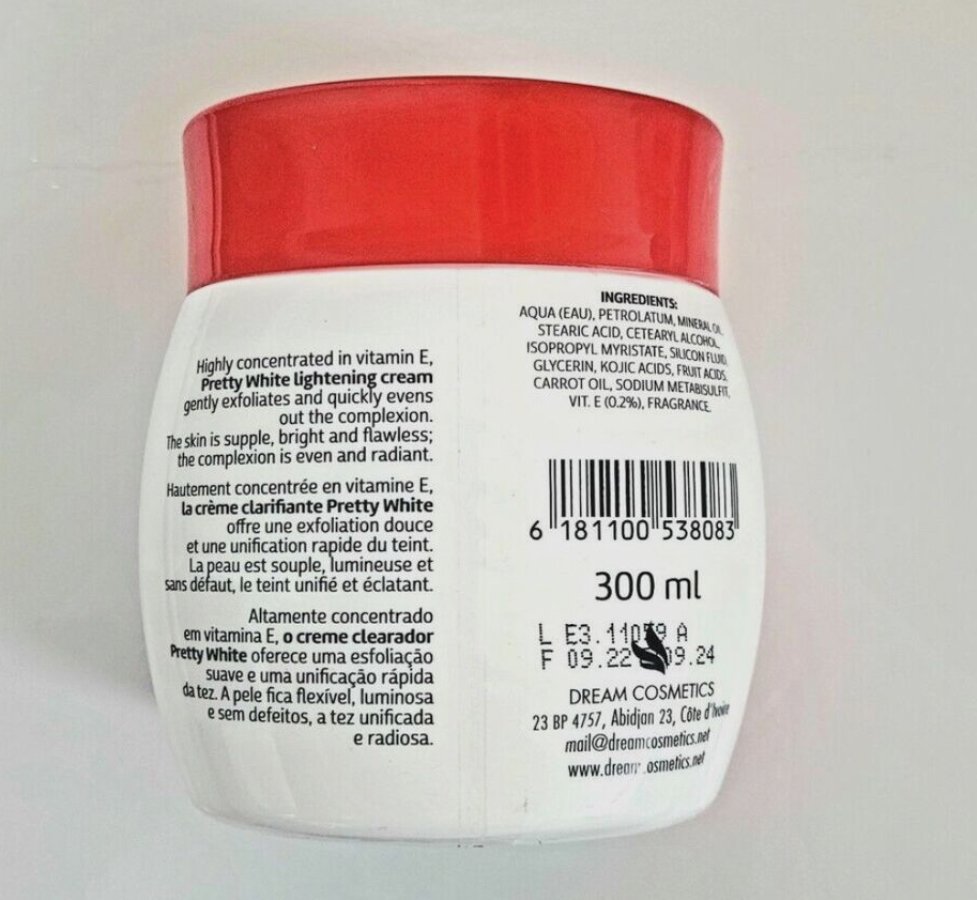 Highly concentrated in vitamin E,
Pretty White lightening cream
gently exfoliates and quickly evens
out the complexion.
The skin is supple, bright and flawless;
the complexion is even and radiant.
Hautement concentrée en vitamine E,
la crème clarifiante Pretty White
offre une exfoliation douce
et une unification rapide du teint.
La peau est souple, lumineuse et
sans défaut, le teint unifié et éclatant.
Altamente concentrado
em vitamina E, o creme clearador
Pretty White oferece uma esfoliação
suave e uma unificação rápida
da tez. A pele fica flexível, luminosa
e sem defeitos, a tez unificada
e radiosa.
INGREDIENTS:
AQUA (EAU), PETROLATUM, MINERAL OIL,
STEARIC ACID, CETEARYL ALCOHOL,
ISOPROPYL MYRISTATE, SILICON FLUID,
GLYCERIN, KOJIC ACIDS, FRUIT ACIDS,
CARROT OIL, SODIUM METABISULFIT,
VIT. E (0.2%), FRAGRANCE.
6 181100 538083
300 ml
L E3. A
F 09.22 09.24
DREAM COSMETICS
23 BP 4757, Abidjan 23, Côte d'Ivoire
mail@dreamcosmetics.net
www.dreamcosmetics.net